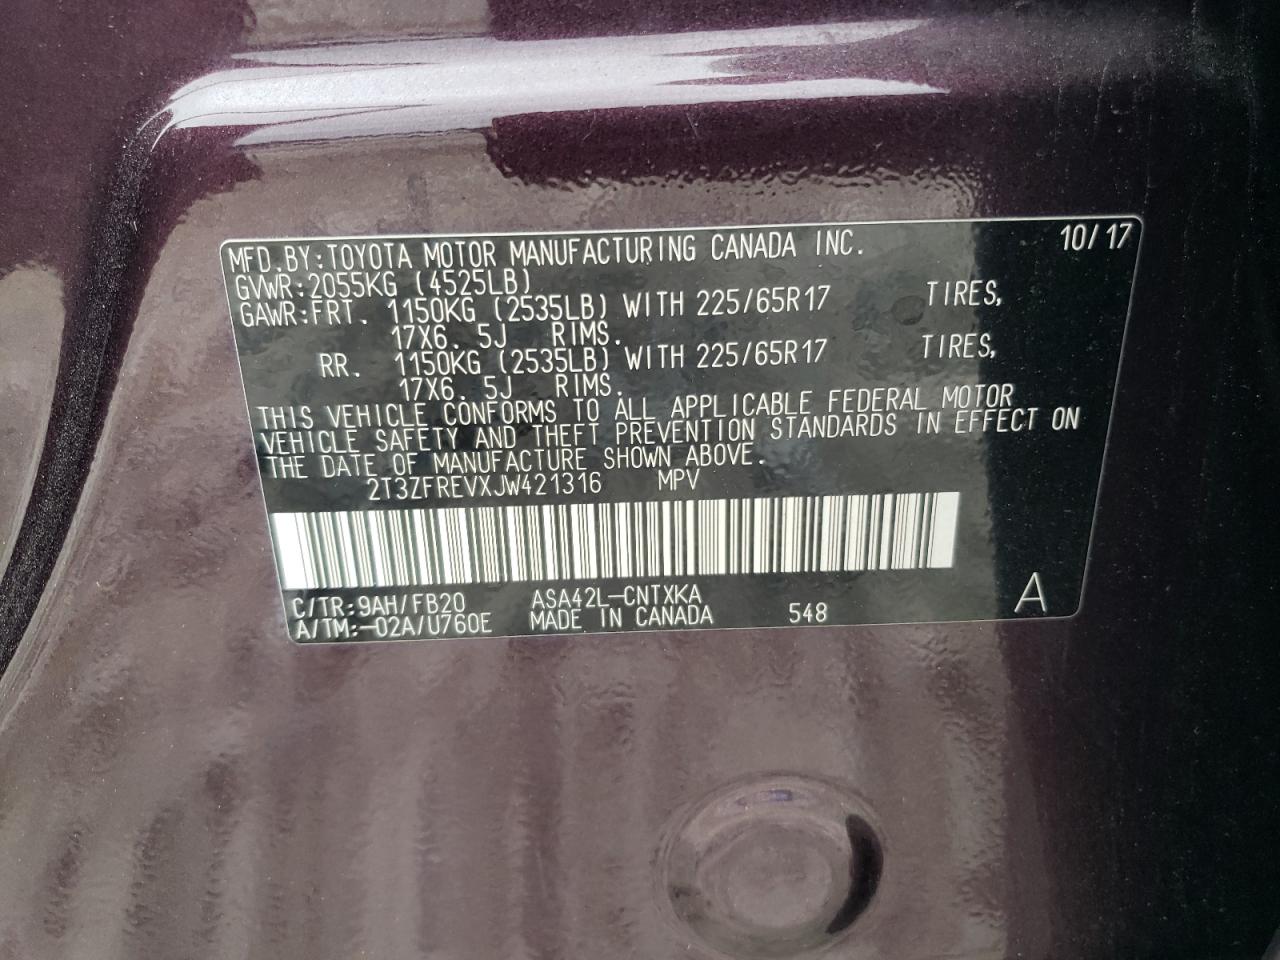 MFD.BY:TOYOTA MOTOR MANUFACTURING CANADA INC. 10/17
GVWR:2055KG (4525LB)
GAWR:FRT. 1150KG (2535LB) WITH 225/65R17 TIRES,
17X6. 5J RIMS.
RR. 1150KG (2535LB) WITH 225/65R17 TIRES,
17X6. 5J RIMS.
THIS VEHICLE CONFORMS TO ALL APPLICABLE FEDERAL MOTOR
VEHICLE SAFETY AND THEFT PREVENTION STANDARDS IN EFFECT ON
THE DATE OF MANUFACTURE SHOWN ABOVE.
2T3ZFREVXJW421316 MPV
C/TR:9AH/FB20 ASA42L-CNTXKA
A/TM:-02A/U760E MADE IN CANADA 548 A